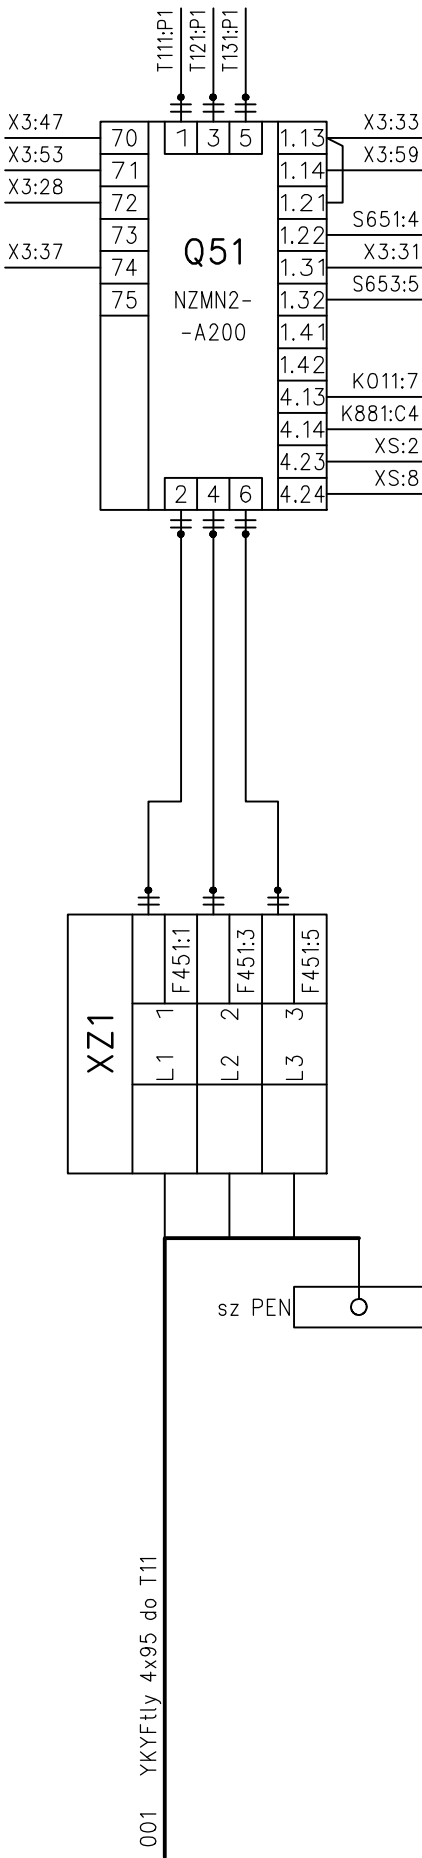 T111:P1
T121:P1
T131:P1
X3:47
X3:53
X3:28
X3:37
70
71
72
73
74
75
1
3
5
Q51
NZMN2-
-A200
2
4
6
1.13
1.14
1.21
1.22
1.31
1.32
1.41
1.42
4.13
4.14
4.23
4.24
X3:33
X3:59
S651:4
X3:31
S653:5
K011:7
K881:C4
XS:2
XS:8
XZ1
F451:1
F451:3
F451:5
1
2
3
L1
L2
L3
sz PEN
001 YKYFtly 4x95 do T11